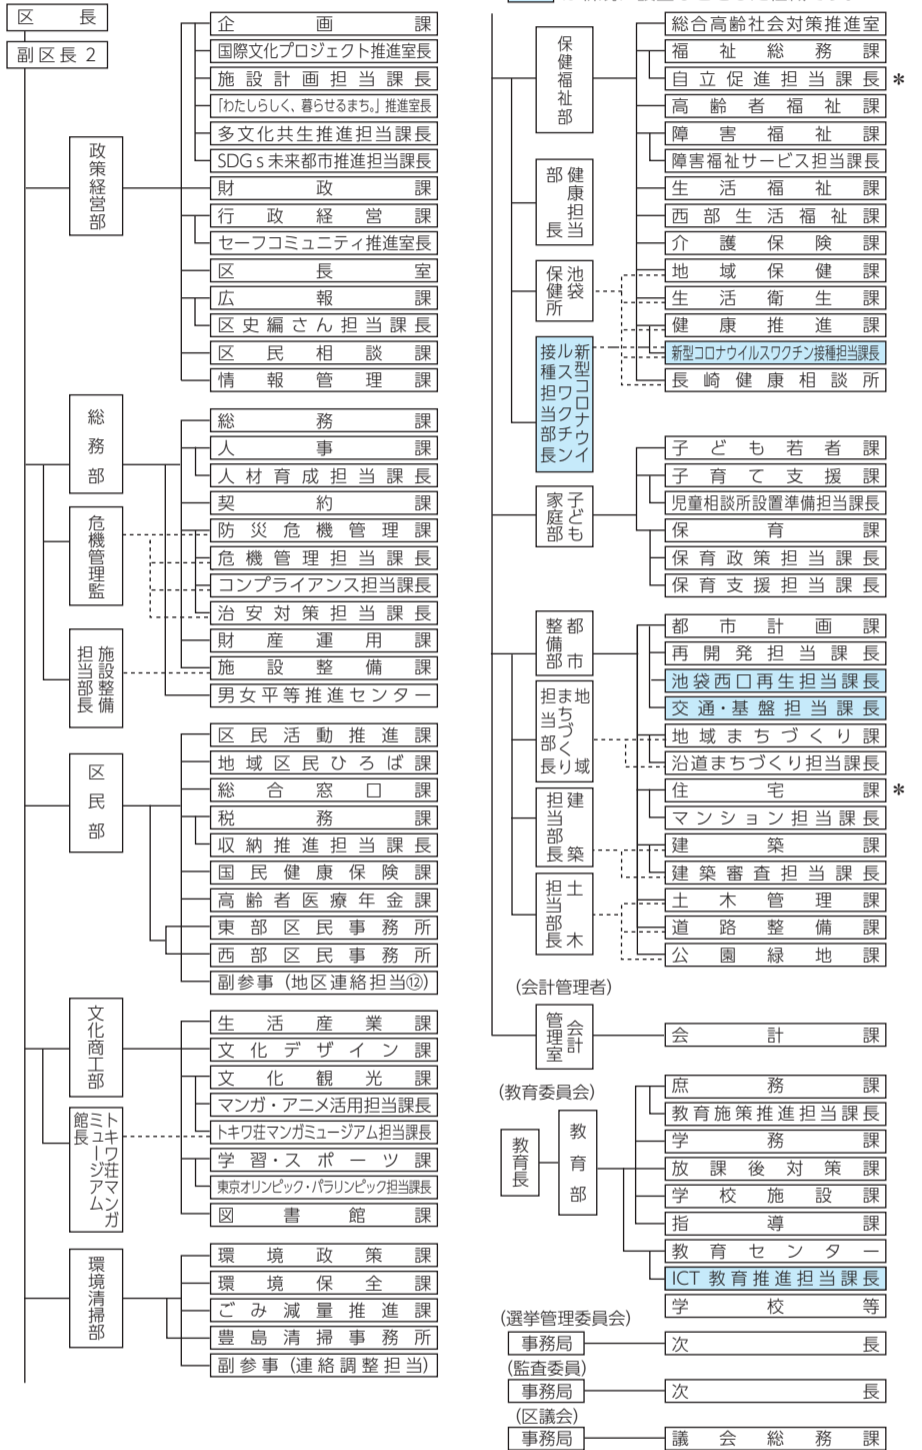 区長
副区長 2
政策経営部
企画課
国際文化プロジェクト推進室長
施設計画担当課長
「わたしらしく、暮らせるまち。」推進室長
多文化共生推進担当課長
SDGs未来都市推進担当課長
財政課
行政経営課
セーフコミュニティ推進室長
区長室
広報課
区史編さん担当課長
区民相談課
情報管理課
総務部
危機管理監
施設整備担当部長
総務課
人事課
人材育成担当課長
契約課
防災危機管理課
危機管理担当課長
コンプライアンス担当課長
治安対策担当課長
財産運用課
施設整備課
男女平等推進センター
区民部
区民活動推進課
地域区民ひろば課
総合窓口課
税務課
収納推進担当課長
国民健康保険課
高齢者医療年金課
東部区民事務所
西部区民事務所
副参事(地区連絡担当⑫)
文化商工部
トキワ荘マンガミュージアム館長
生活産業課
文化デザイン課
文化観光課
マンガ・アニメ活用担当課長
トキワ荘マンガミュージアム担当課長
学習・スポーツ課
東京オリンピック・パラリンピック担当課長
図書館課
環境清掃部
環境政策課
環境保全課
ごみ減量推進課
豊島清掃事務所
副参事(連絡調整担当)
保健福祉部
健康担当部長
池袋保健所
新型コロナウイルスワクチン接種担当部長
総合高齢社会対策推進室
福祉総務課
自立促進担当課長 *
高齢者福祉課
障害福祉課
障害福祉サービス担当課長
生活福祉課
西部生活福祉課
介護保険課
地域保健課
生活衛生課
健康推進課
新型コロナウイルスワクチン接種担当課長
長崎健康相談所
子ども家庭部
子ども若者課
子育て支援課
児童相談所設置準備担当課長
保育課
保育政策担当課長
保育支援担当課長
都市整備部
地域まちづくり担当部長
建築担当部長
土木担当部長
都市計画課
再開発担当課長
池袋西口再生担当課長
交通・基盤担当課長
地域まちづくり課
沿道まちづくり担当課長
住宅課 *
マンション担当課長
建築課
建築審査担当課長
土木管理課
道路整備課
公園緑地課
(会計管理者)
会計管理室
会計課
(教育委員会)
教育長
教育部
庶務課
教育施策推進担当課長
学務課
放課後対策課
学校施設課
指導課
教育センター
ICT 教育推進担当課長
学校等
(選挙管理委員会)
事務局
次長
(監査委員)
事務局
次長
(区議会)
事務局
議会総務課